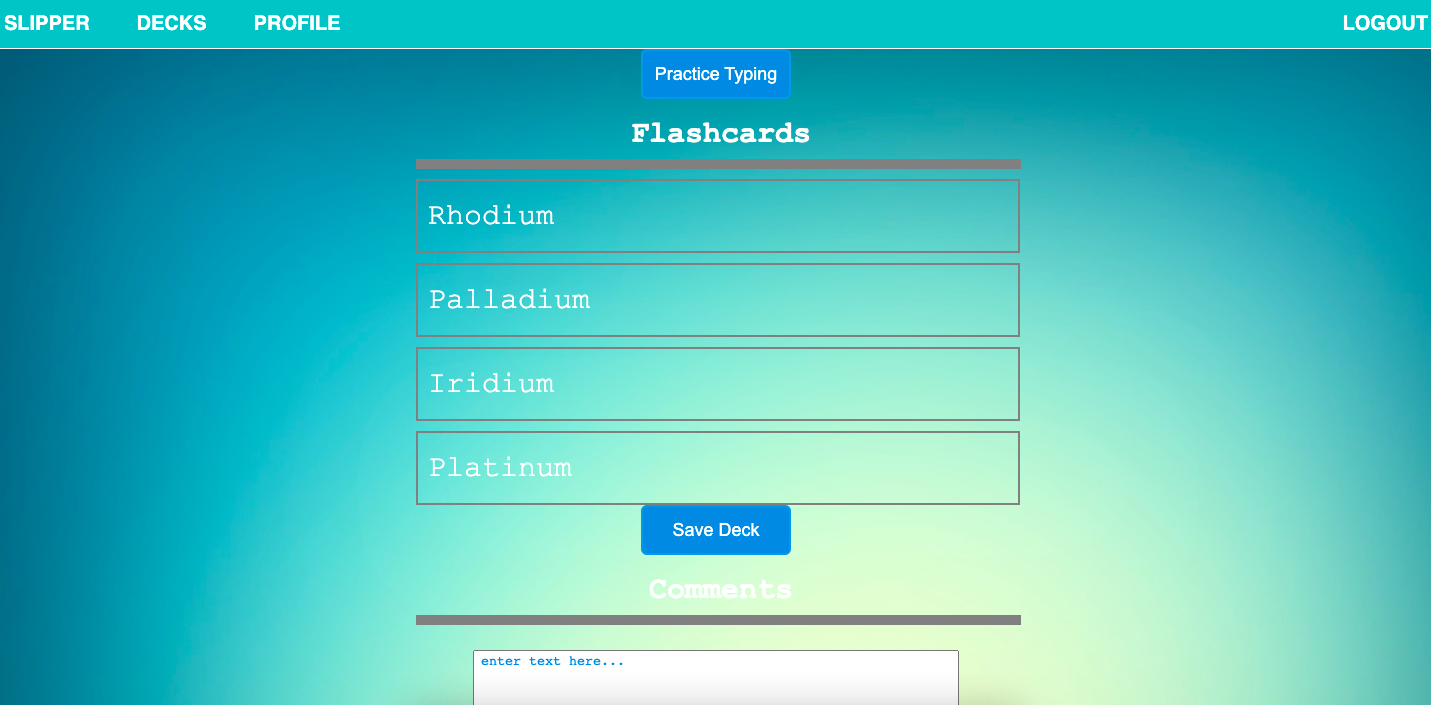 SLIPPER DECKS PROFILE LOGOUT
Practice Typing
Flashcards
Rhodium
Palladium
Iridium
Platinum
Save Deck
Comments
enter text here...